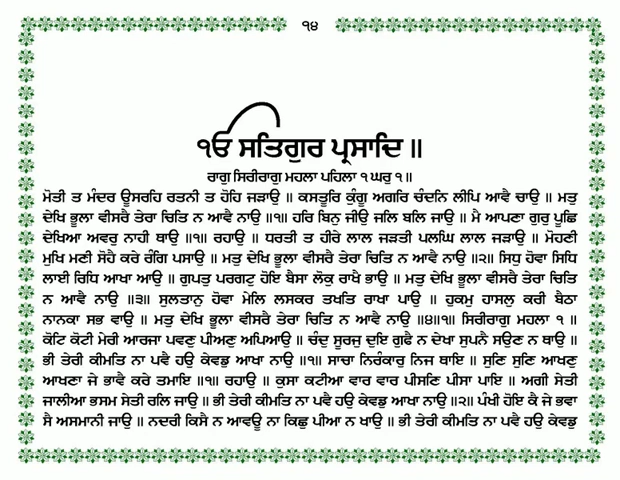 ੧੪
ੴ ਸਤਿਗੁਰ ਪ੍ਰਸਾਦਿ ॥
ਰਾਗੁ ਸਿਰੀਰਾਗੁ ਮਹਲਾ ਪਹਿਲਾ ੧ ਘਰੁ ੧ ॥
ਮੋਤੀ ਤ ਮੰਦਰ ਊਸਰਹਿ ਰਤਨੀ ਤ ਹੋਹਿ ਜੜਾਉ ॥ ਕਸਤੂਰਿ ਕੁੰਗੂ ਅਗਰਿ ਚੰਦਨਿ ਲੀਪਿ ਆਵੈ ਚਾਉ ॥ ਮਤੁ
ਦੇਖਿ ਭੂਲਾ ਵੀਸਰੈ ਤੇਰਾ ਚਿਤਿ ਨ ਆਵੈ ਨਾਉ ॥੧॥ ਹਰਿ ਬਿਨੁ ਜੀਉ ਜਲਿ ਬਲਿ ਜਾਉ ॥ ਮੈ ਆਪਣਾ ਗੁਰੁ ਪੂਛਿ
ਦੇਖਿਆ ਅਵਰੁ ਨਾਹੀ ਥਾਉ ॥੧॥ ਰਹਾਉ ॥ ਧਰਤੀ ਤ ਹੀਰੇ ਲਾਲ ਜੜਤੀ ਪਲਘਿ ਲਾਲ ਜੜਾਉ ॥ ਮੋਹਣੀ
ਮੁਖਿ ਮਣੀ ਸੋਹੈ ਕਰੇ ਰੰਗਿ ਪਸਾਉ ॥ ਮਤੁ ਦੇਖਿ ਭੂਲਾ ਵੀਸਰੈ ਤੇਰਾ ਚਿਤਿ ਨ ਆਵੈ ਨਾਉ ॥੨॥ ਸਿਧੁ ਹੋਵਾ ਸਿਧਿ
ਲਾਈ ਰਿਧਿ ਆਖਾ ਆਉ ॥ ਗੁਪਤੁ ਪਰਗਟੁ ਹੋਇ ਬੈਸਾ ਲੋਕੁ ਰਾਖੈ ਭਾਉ ॥ ਮਤੁ ਦੇਖਿ ਭੂਲਾ ਵੀਸਰੈ ਤੇਰਾ ਚਿਤਿ
ਨ ਆਵੈ ਨਾਉ ॥੩॥ ਸੁਲਤਾਨੁ ਹੋਵਾ ਮੇਲਿ ਲਸਕਰ ਤਖਤਿ ਰਾਖਾ ਪਾਉ ॥ ਹੁਕਮੁ ਹਾਸਲੁ ਕਰੀ ਬੈਠਾ
ਨਾਨਕਾ ਸਭ ਵਾਉ ॥ ਮਤੁ ਦੇਖਿ ਭੂਲਾ ਵੀਸਰੈ ਤੇਰਾ ਚਿਤਿ ਨ ਆਵੈ ਨਾਉ ॥੪॥੧॥ ਸਿਰੀਰਾਗੁ ਮਹਲਾ ੧ ॥
ਕੋਟਿ ਕੋਟੀ ਮੇਰੀ ਆਰਜਾ ਪਵਣੁ ਪੀਅਣੁ ਅਪਿਆਉ ॥ ਚੰਦੁ ਸੂਰਜੁ ਦੁਇ ਗੁਫੈ ਨ ਦੇਖਾ ਸੁਪਨੈ ਸਉਣ ਨ ਥਾਉ ॥
ਭੀ ਤੇਰੀ ਕੀਮਤਿ ਨਾ ਪਵੈ ਹਉ ਕੇਵਡੁ ਆਖਾ ਨਾਉ ॥੧॥ ਸਾਚਾ ਨਿਰੰਕਾਰੁ ਨਿਜ ਥਾਇ ॥ ਸੁਣਿ ਸੁਣਿ ਆਖਣੁ
ਆਖਣਾ ਜੇ ਭਾਵੈ ਕਰੇ ਤਮਾਇ ॥੧॥ ਰਹਾਉ ॥ ਕੁਸਾ ਕਟੀਆ ਵਾਰ ਵਾਰ ਪੀਸਣਿ ਪੀਸਾ ਪਾਇ ॥ ਅਗੀ ਸੇਤੀ
ਜਾਲੀਆ ਭਸਮ ਸੇਤੀ ਰਲਿ ਜਾਉ ॥ ਭੀ ਤੇਰੀ ਕੀਮਤਿ ਨਾ ਪਵੈ ਹਉ ਕੇਵਡੁ ਆਖਾ ਨਾਉ ॥੨॥ ਪੰਖੀ ਹੋਇ ਕੈ ਜੇ ਭਵਾ
ਸੈ ਅਸਮਾਨੀ ਜਾਉ ॥ ਨਦਰੀ ਕਿਸੈ ਨ ਆਵਊ ਨਾ ਕਿਛੁ ਪੀਆ ਨ ਖਾਉ ॥ ਭੀ ਤੇਰੀ ਕੀਮਤਿ ਨਾ ਪਵੈ ਹਉ ਕੇਵਡੁ